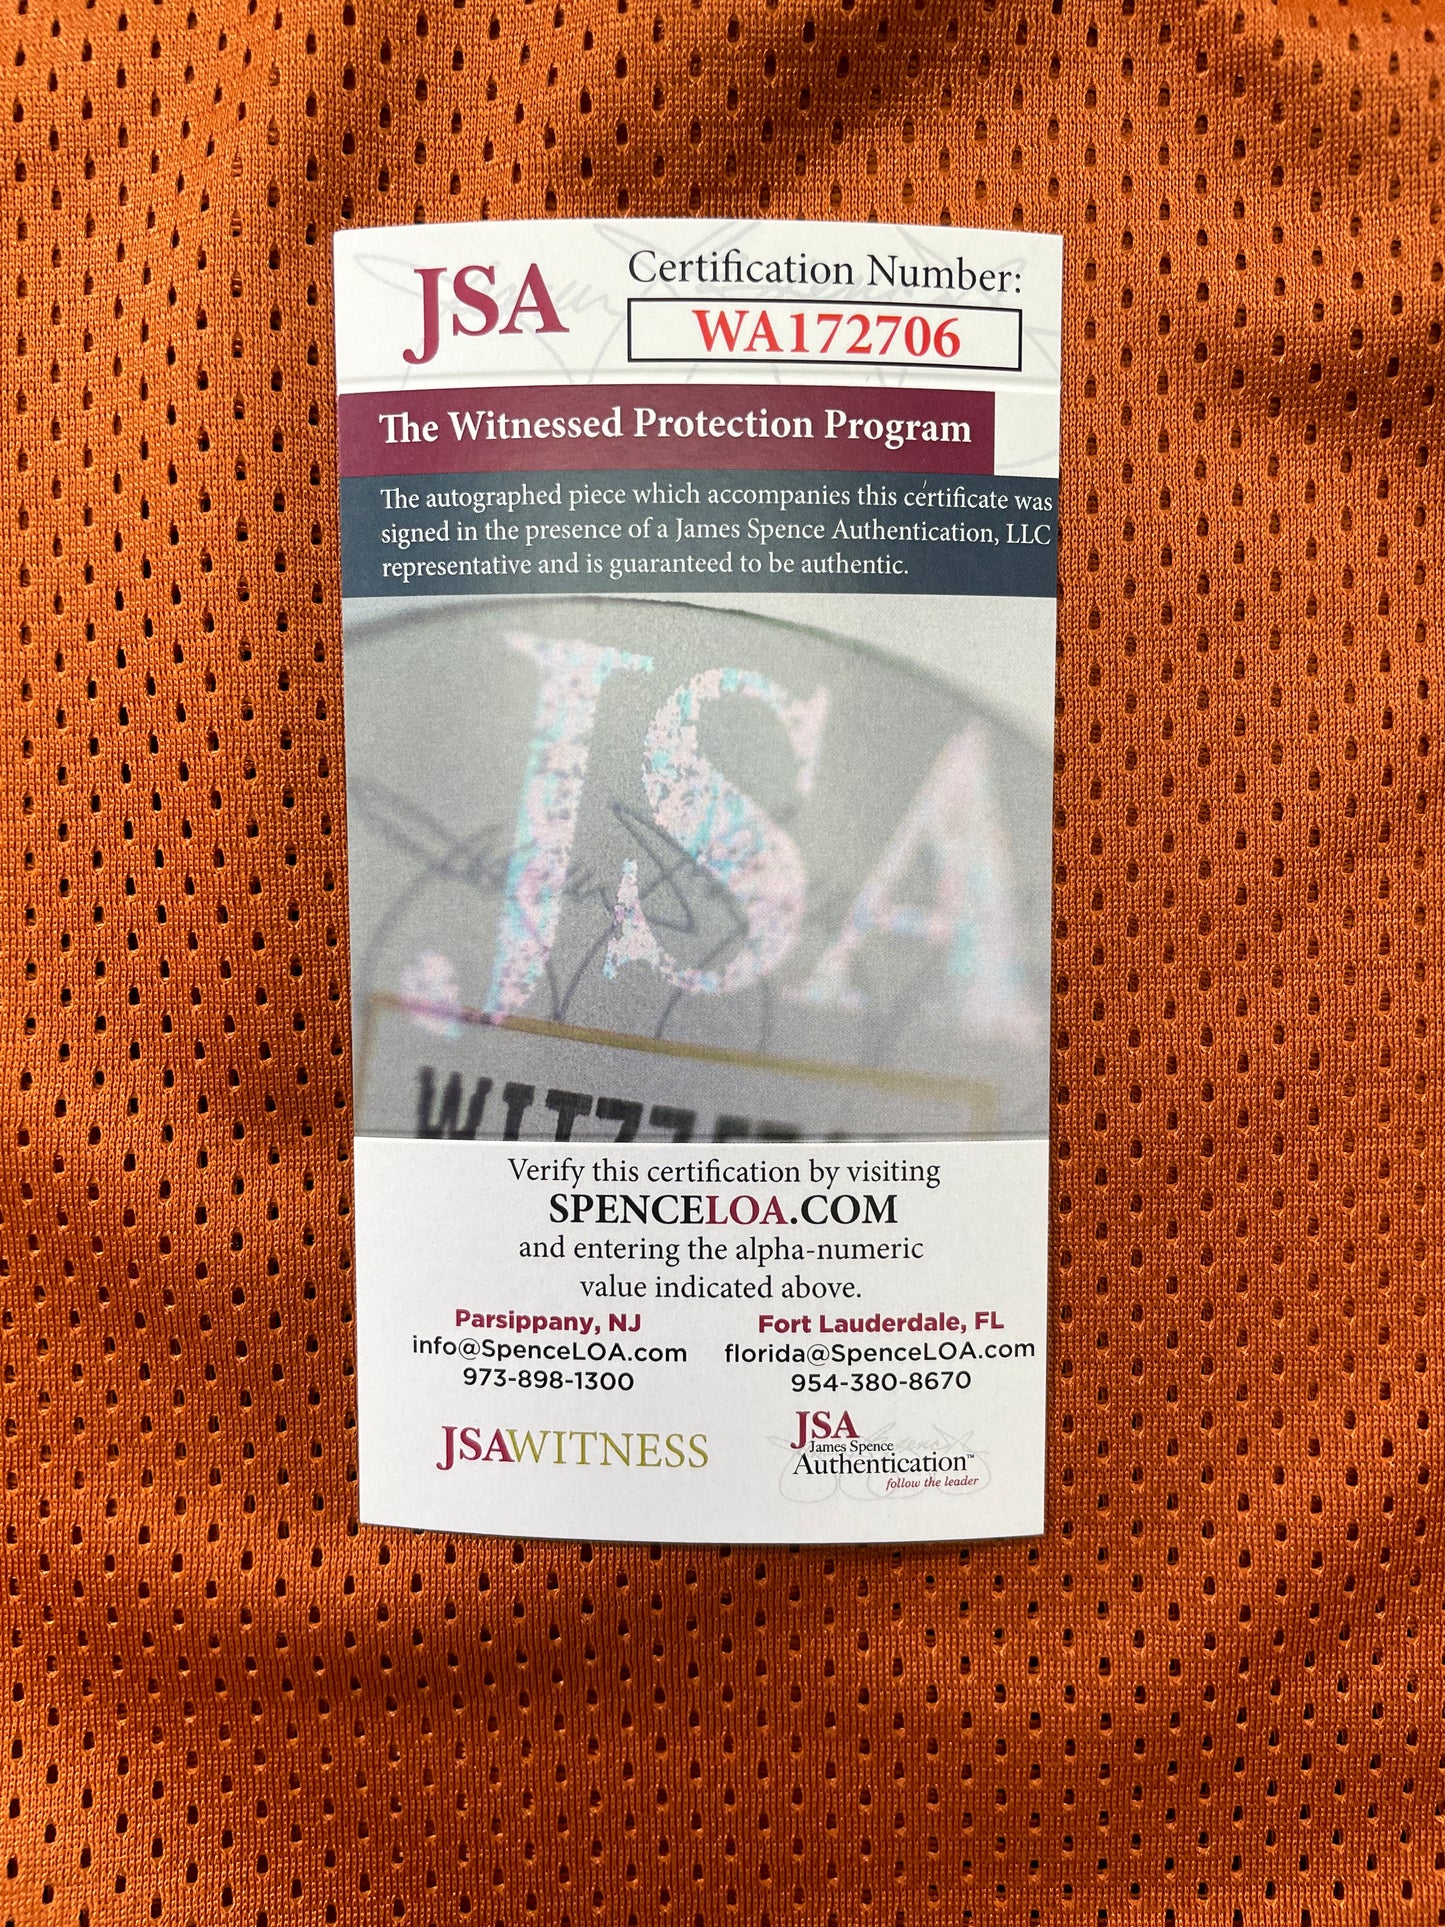 JSA
Certification Number:
WA172706
The Witnessed Protection Program
The autographed piece which accompanies this certificate was
signed in the presence of a James Spence Authentication, LLC
representative and is guaranteed to be authentic.
JSA
Verify this certification by visiting
SPENCELOA.COM
and entering the alpha-numeric
value indicated above.
Parsippany, NJ
info@SpenceLOA.com
973-898-1300
Fort Lauderdale, FL
florida@SpenceLOA.com
954-380-8670
JSAWITNESS
JSA
James Spence
Authentication™
follow the leader